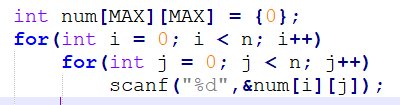 int num[MAX][MAX] = {0};
for(int i = 0; i < n; i++)
    for(int j = 0; j < n; j++)
        scanf("%d",&num[i][j]);